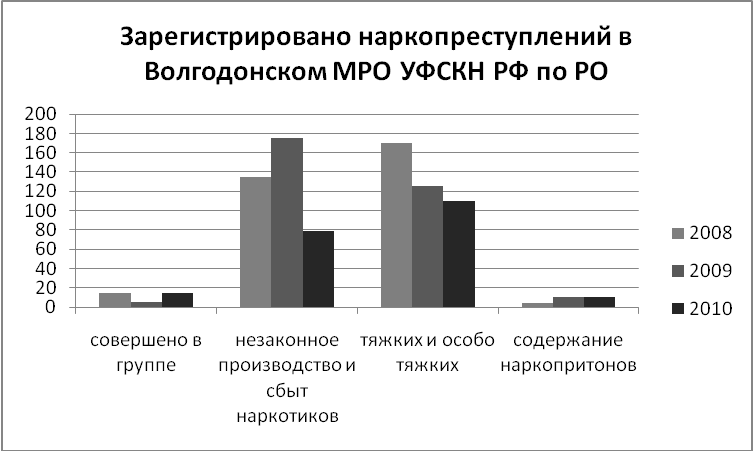 Зарегистрировано наркопреступлений в
Волгодонском МРО УФСКН РФ по РО
200
180
160
140
120
100
80
60
40
20
0
совершено в
группе
незаконное
производство и
сбыт
наркотиков
тяжких и особо
тяжких
содержание
наркопритонов
2008
2009
2010